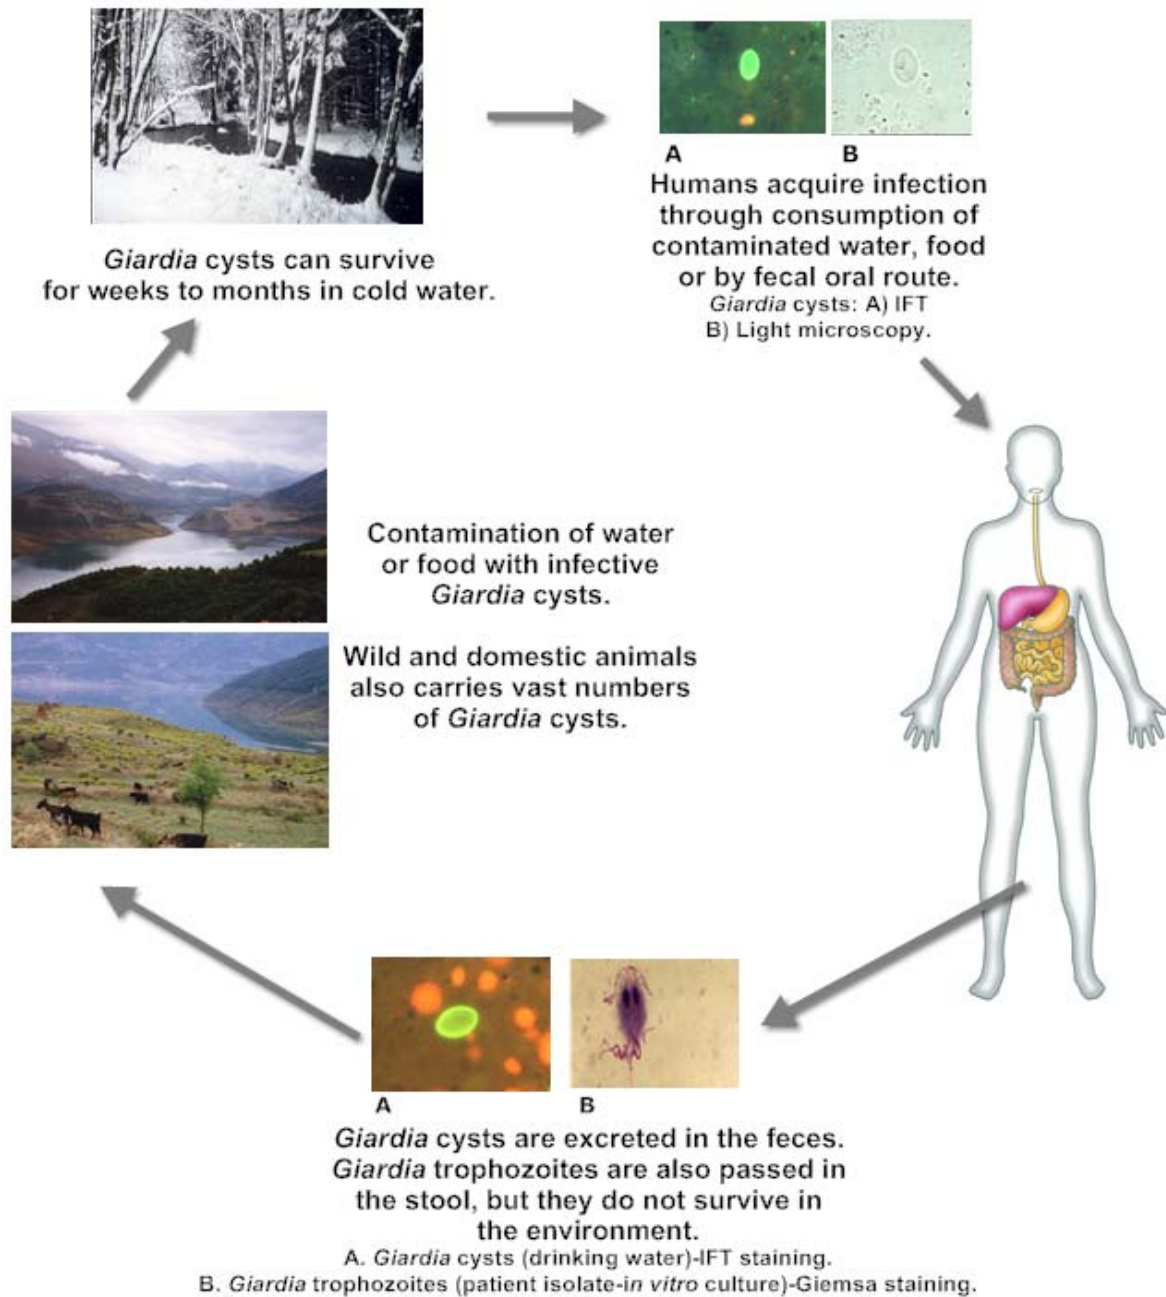 A
B
Humans acquire infection
through consumption of
contaminated water, food
or by fecal oral route.
Giardia cysts: A) IFT
B) Light microscopy.
Giardia cysts can survive
for weeks to months in cold water.
Contamination of water
or food with infective
Giardia cysts.
Wild and domestic animals
also carries vast numbers
of Giardia cysts.
A
B
Giardia cysts are excreted in the feces.
Giardia trophozoites are also passed in
the stool, but they do not survive in
the environment.
A. Giardia cysts (drinking water)-IFT staining.
B. Giardia trophozoites (patient isolate-in vitro culture)-Giemsa staining.